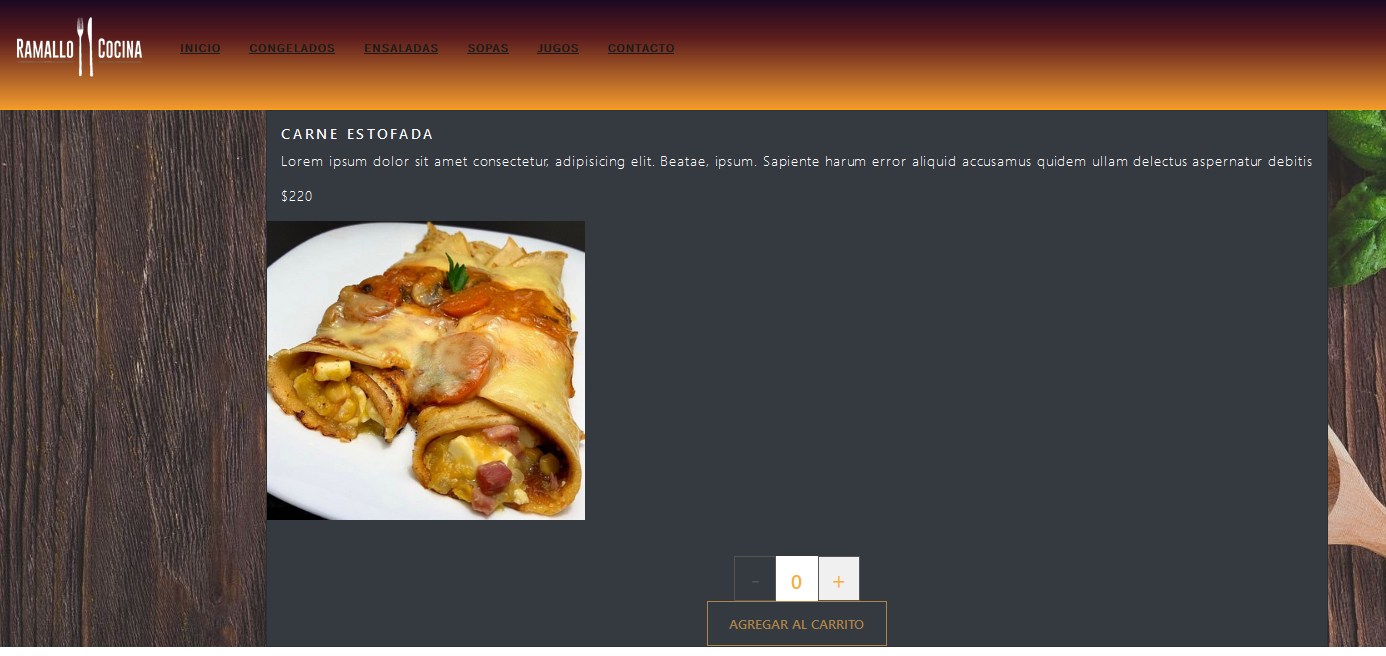 RAMALLO COCINA
INICIO CONGELADOS ENSALADAS SOPAS JUGOS CONTACTO
CARNE ESTOFADA
Lorem ipsum dolor sit amet consectetur, adipisicing elit. Beatae, ipsum. Sapiente harum error aliquid accusamus quidem ullam delectus aspernatur debitis
$220
- 0 +
AGREGAR AL CARRITO